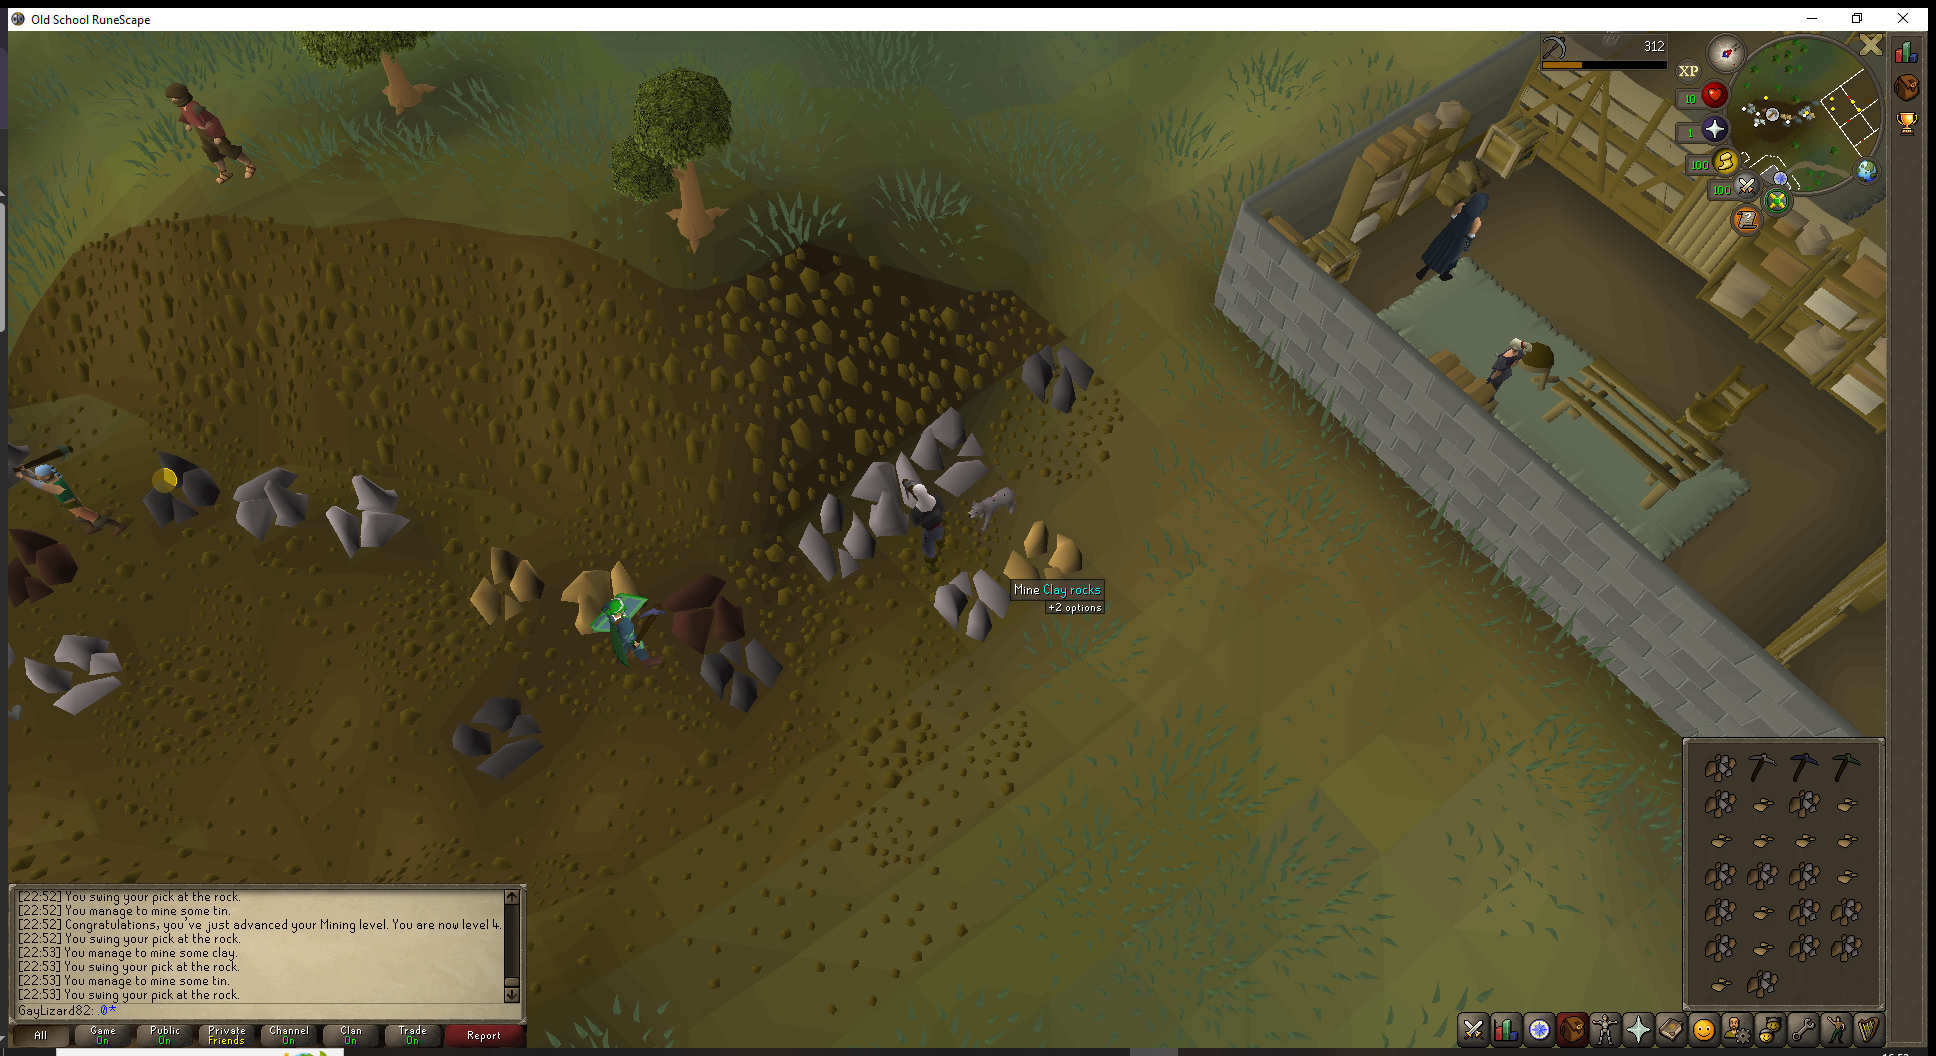 Old School RuneScape
312
XP
10
1
100
100
Mine Clay rocks
+2 options
[22:52] You swing your pick at the rock.
[22:52] You manage to mine some tin.
[22:52] Congratulations, you've just advanced your Mining level. You are now level 4.
[22:52] You swing your pick at the rock.
[22:53] You manage to mine some clay.
[22:53] You swing your pick at the rock.
[22:53] You manage to mine some tin.
[22:53] You swing your pick at the rock.
GayLizard82: .0*
All
Game
On
Public
On
Private
Friends
Channel
On
Clan
On
Trade
On
Report